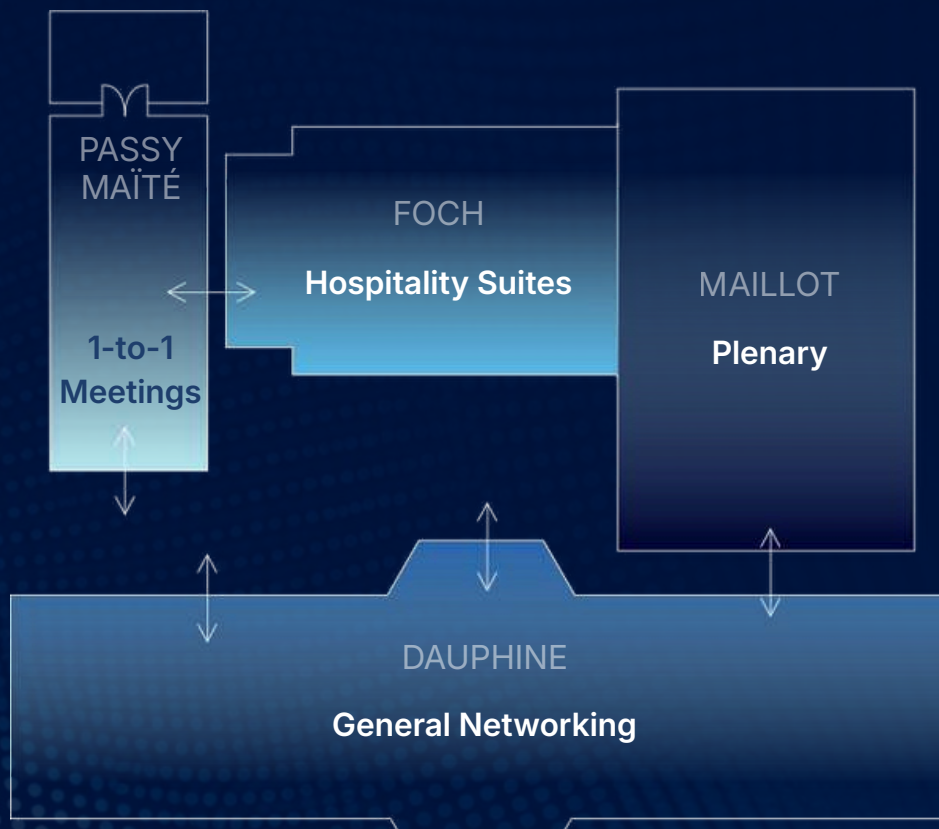 PASSY
MAÏTÉ
1-to-1
Meetings
FOCH
Hospitality Suites
MAILLOT
Plenary
DAUPHINE
General Networking